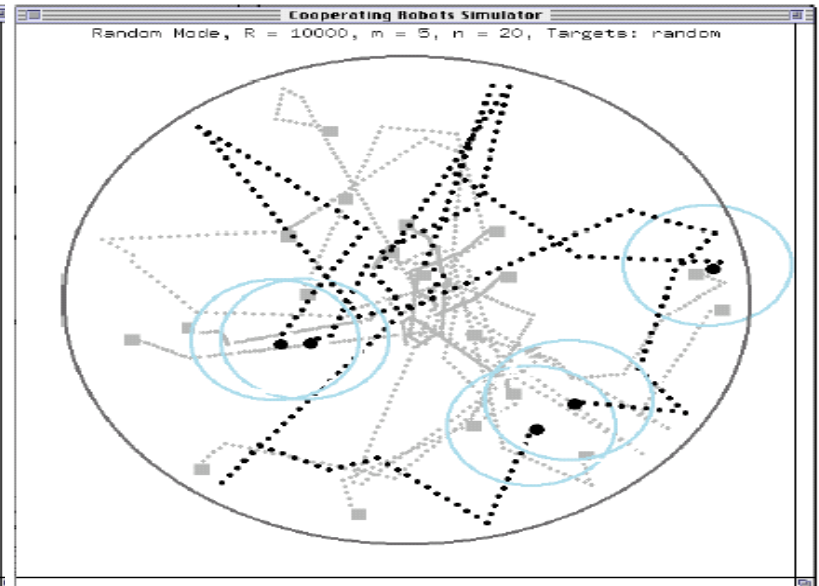 Cooperating Robots Simulator
Random Mode, R = 10000, m = 5, n = 20, Targets: random